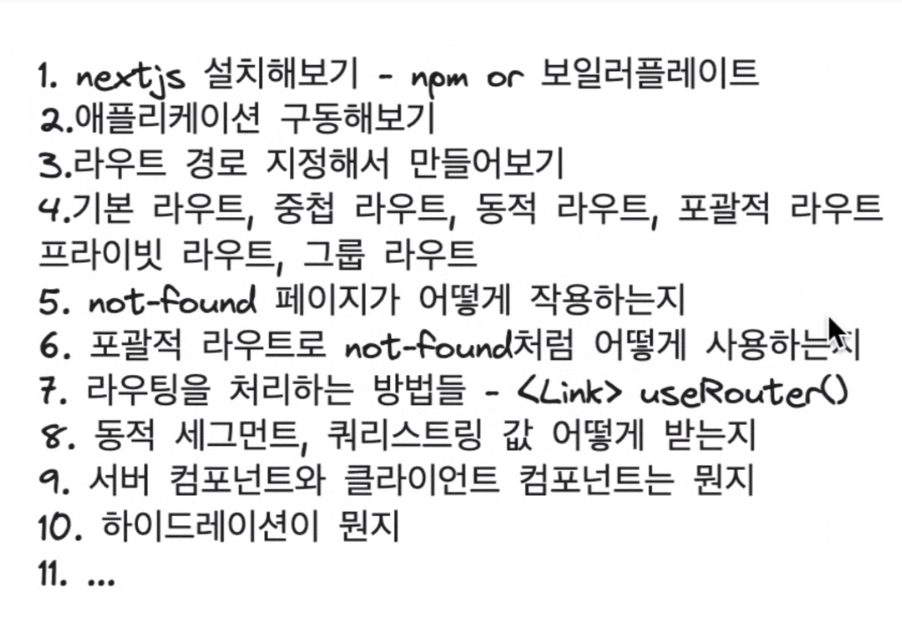 1. nextjs 설치해보기 - npm or 보일러플레이트
2.애플리케이션 구동해보기
3.라우트 경로 지정해서 만들어보기
4.기본 라우트, 중첩 라우트, 동적 라우트, 포괄적 라우트
프라이빗 라우트, 그룹 라우트
5. not-found 페이지가 어떻게 작용하는지
6. 포괄적 라우트로 not-found처럼 어떻게 사용하는지
7. 라우팅을 처리하는 방법들 - <Link> useRouter()
8. 동적 세그먼트, 쿼리스트링 값 어떻게 받는지
9. 서버 컴포넌트와 클라이언트 컴포넌트는 뭔지
10. 하이드레이션이 뭔지
11. ...